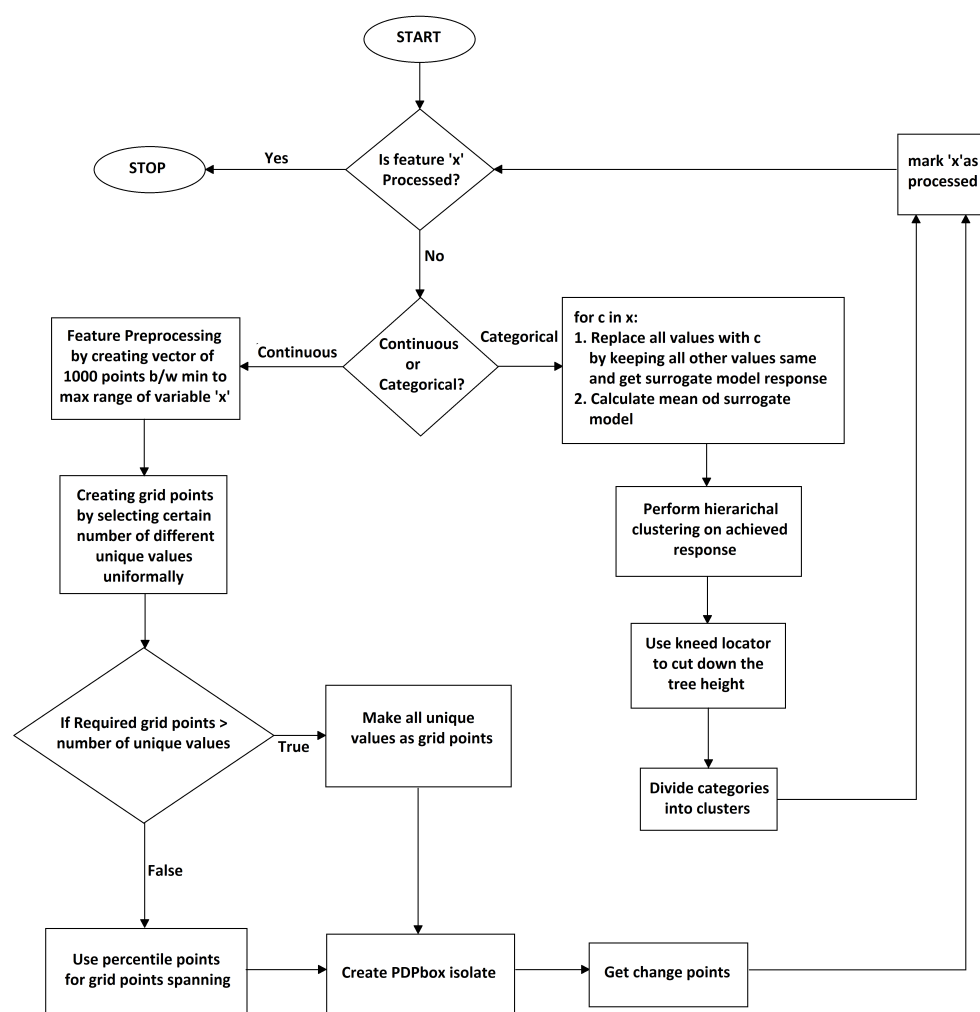 START
Is feature 'x'
Processed?
Yes
STOP
mark 'x'as
processed
No
Continuous
or
Categorical?
Continuous
Categorical
Feature Preprocessing
by creating vector of
1000 points b/w min to
max range of variable 'x'
for c in x:
1. Replace all values with c
by keeping all other values same
and get surrogate model response
2. Calculate mean od surrogate
model
Creating grid points
by selecting certain
number of different
unique values
uniformally
Perform hierarichal
clustering on achieved
response
Use kneed locator
to cut down the
tree height
Divide categories
into clusters
If Required grid points >
number of unique values
True
Make all unique
values as grid points
False
Use percentile points
for grid points spanning
Create PDPbox isolate
Get change points